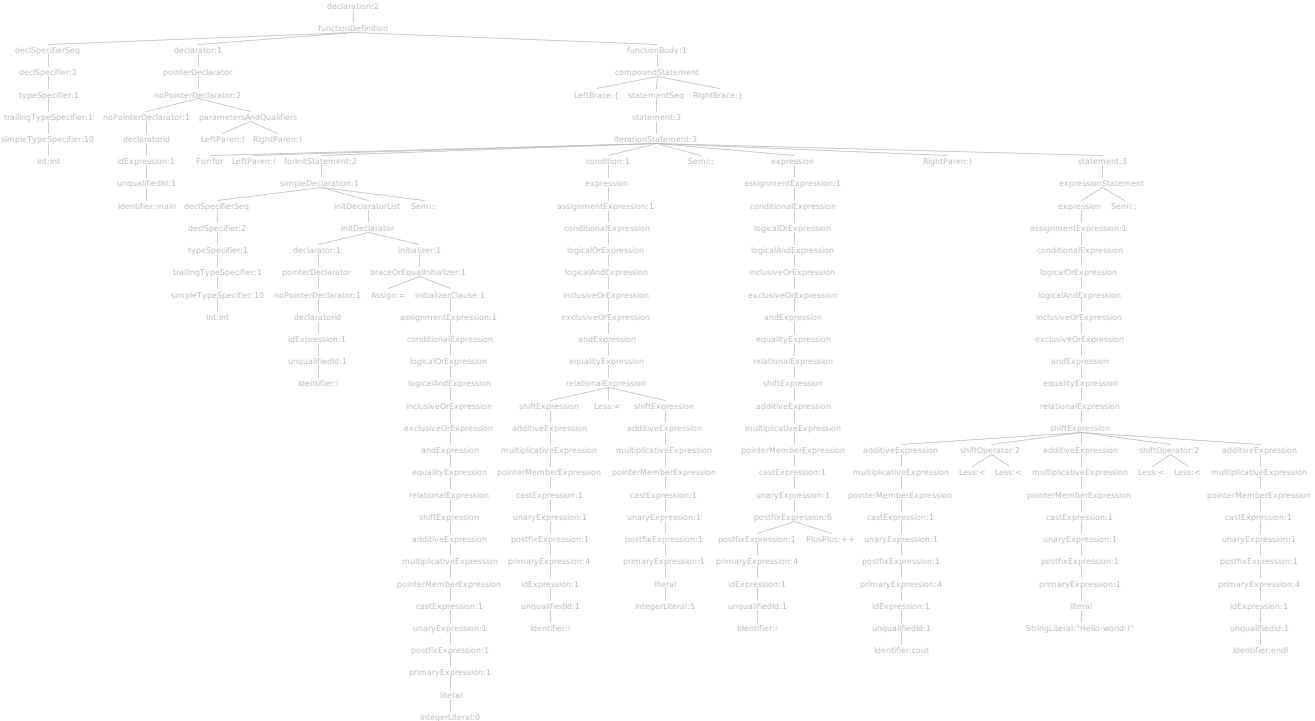 declaration:2
functionDefinition
declSpecifierSeq declarator:1 functionBody:1
declSpecifier:2 pointerDeclarator compoundStatement
typeSpecifier:1 noPointerDeclarator:2 LeftBrace:{ statementSeq RightBrace:}
trailingTypeSpecifier:1 noPointerDeclarator:1 parametersAndQualifiers statement:3
simpleTypeSpecifier:10 declaratorid LeftParen:( RightParen:) iterationStatement:3
Int:int idExpression:1 For:for LeftParen:( forInitStatement:2 condition:1 Semi:; expression RightParen:) statement:3
unqualifiedId:1 simpleDeclaration:1 expression assignmentExpression:1 expressionStatement
Identifier:main declSpecifierSeq initDeclaratorList Semi:; assignmentExpression:1 conditionalExpression expression Semi:;
declSpecifier:2 initDeclarator conditionalExpression logicalOrExpression assignmentExpression:1
typeSpecifier:1 declarator:1 initializer:1 logicalOrExpression logicalAndExpression conditionalExpression
trailingTypeSpecifier:1 pointerDeclarator braceOrEqualInitializer:1 logicalAndExpression inclusiveOrExpression logicalOrExpression
simpleTypeSpecifier:10 noPointerDeclarator:1 Assign:= initializerClause:1 inclusiveOrExpression exclusiveOrExpression logicalAndExpression
Int:int declaratorid assignmentExpression:1 exclusiveOrExpression andExpression inclusiveOrExpression
idExpression:1 conditionalExpression andExpression equalityExpression exclusiveOrExpression
unqualifiedId:1 logicalOrExpression equalityExpression relationalExpression andExpression
Identifier:i logicalAndExpression relationalExpression shiftExpression equalityExpression
inclusiveOrExpression shiftExpression Less:< shiftExpression additiveExpression relationalExpression
exclusiveOrExpression additiveExpression additiveExpression multiplicativeExpression shiftExpression
andExpression multiplicativeExpression multiplicativeExpression pointerMemberExpression additiveExpression shiftOperator:2 additiveExpression shiftOperator:2 additiveExpression
equalityExpression pointerMemberExpression pointerMemberExpression castExpression:1 multiplicativeExpression Less:< Less:< multiplicativeExpression Less:< Less:< multiplicativeExpression
relationalExpression castExpression:1 castExpression:1 unaryExpression:1 pointerMemberExpression pointerMemberExpression pointerMemberExpression
shiftExpression unaryExpression:1 unaryExpression:1 postfixExpression:6 castExpression:1 castExpression:1 castExpression:1
additiveExpression postfixExpression:1 postfixExpression:1 postfixExpression:1 PlusPlus:++ unaryExpression:1 unaryExpression:1 unaryExpression:1
multiplicativeExpression primaryExpression:4 primaryExpression:1 primaryExpression:4 postfixExpression:1 postfixExpression:1 postfixExpression:1
pointerMemberExpression idExpression:1 literal idExpression:1 primaryExpression:4 primaryExpression:1 primaryExpression:4
castExpression:1 unqualifiedId:1 IntegerLiteral:5 unqualifiedId:1 idExpression:1 literal idExpression:1
unaryExpression:1 Identifier:i Identifier:i unqualifiedId:1 StringLiteral:"Hello·world·!" unqualifiedId:1
postfixExpression:1 Identifier:cout Identifier:endl
primaryExpression:1
literal
IntegerLiteral:0